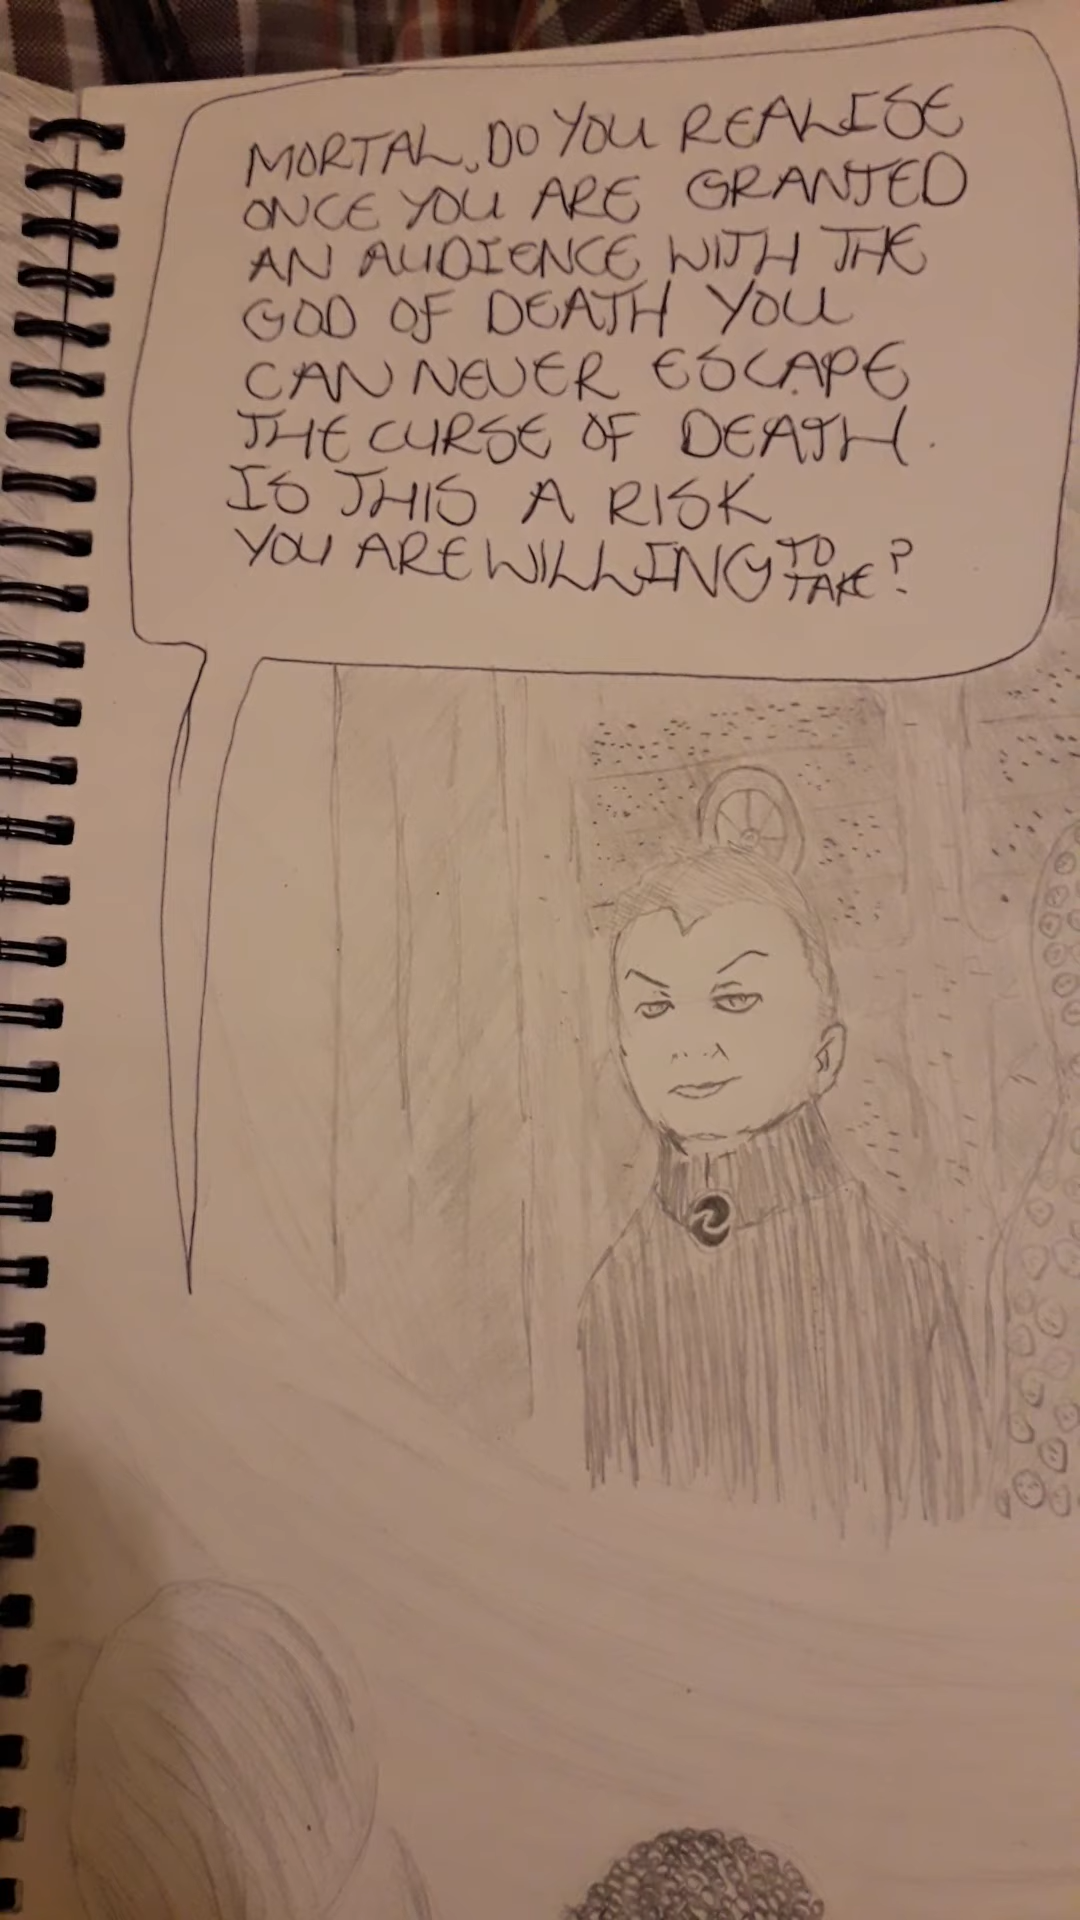 MORTAL, DO YOU REALISE
ONCE YOU ARE GRANTED
AN AUDIENCE WITH THE
GOD OF DEATH YOU
CAN NEVER ESCAPE
THE CURSE OF DEATH.
IS THIS A RISK
YOU ARE WILLING TO TAKE?